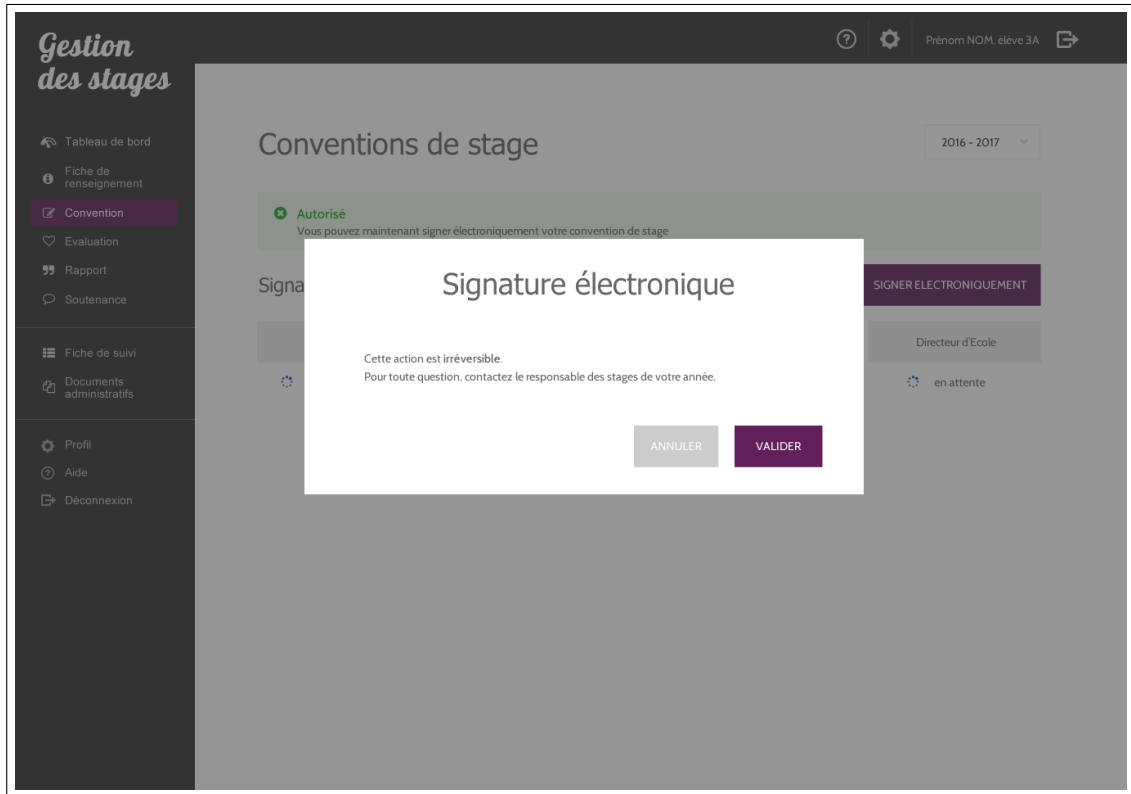 Gestion
des stages
Prénom NOM, élève 3A
Tableau de bord
Fiche de
renseignement
Convention
Evaluation
Rapport
Soutenance
Fiche de suivi
Documents
administratifs
Profil
Aide
Déconnexion
Conventions de stage
2016 - 2017
Autorisé
Vous pouvez maintenant signer électroniquement votre convention de stage
Signa
SIGNER ELECTRONIQUEMENT
Directeur d'Ecole
en attente
Signature électronique
Cette action est irréversible.
Pour toute question, contactez le responsable des stages de votre année.
ANNULER
VALIDER